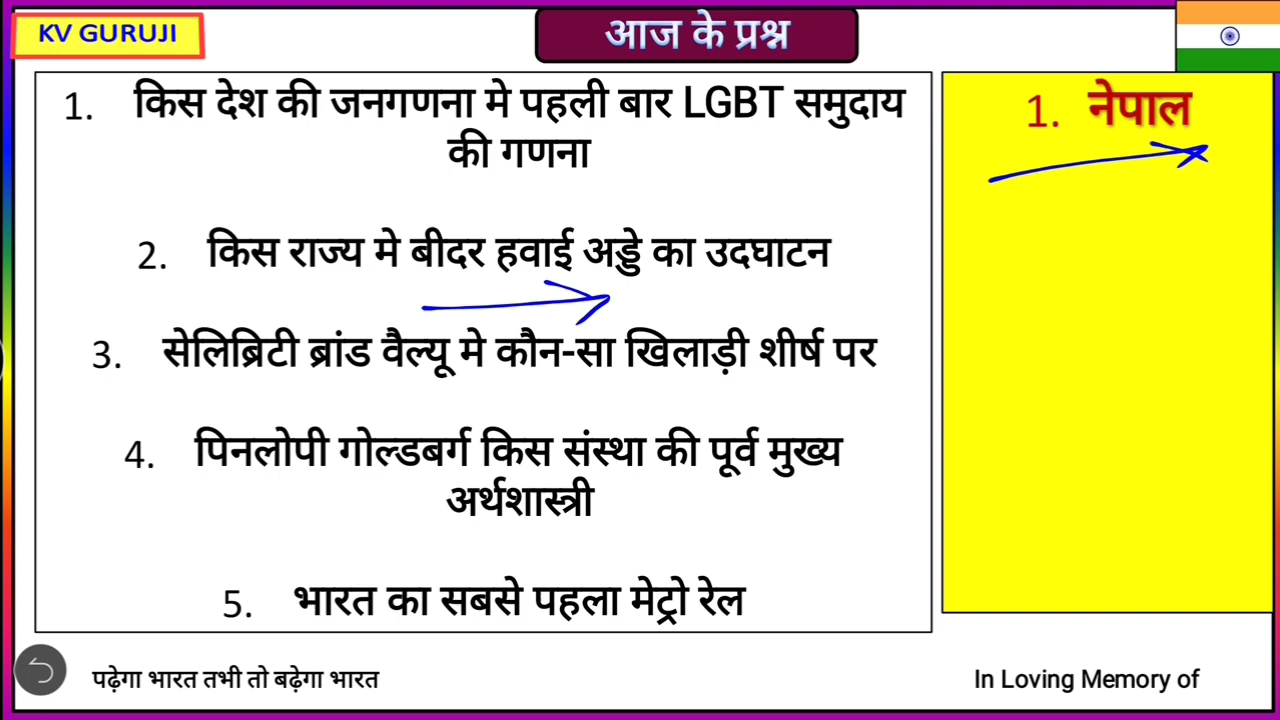 KV GURUJI
आज के प्रश्न
1. किस देश की जनगणना मे पहली बार LGBT समुदाय
की गणना
2. किस राज्य मे बीदर हवाई अड्डे का उदघाटन
3. सेलिब्रिटी ब्रांड वैल्यू मे कौन-सा खिलाड़ी शीर्ष पर
4. पिनलोपी गोल्डबर्ग किस संस्था की पूर्व मुख्य
अर्थशास्त्री
5. भारत का सबसे पहला मेट्रो रेल
1. नेपाल
पढ़ेगा भारत तभी तो बढ़ेगा भारत
In Loving Memory of